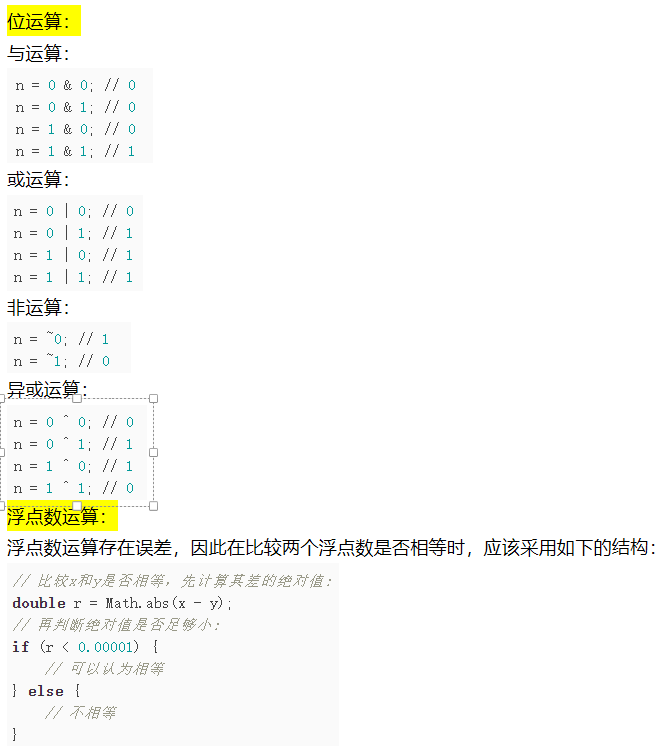 位运算：
与运算：
n = 0 & 0; // 0
n = 0 & 1; // 0
n = 1 & 0; // 0
n = 1 & 1; // 1
或运算：
n = 0 | 0; // 0
n = 0 | 1; // 1
n = 1 | 0; // 1
n = 1 | 1; // 1
非运算：
n = ~0; // 1
n = ~1; // 0
异或运算：
n = 0 ^ 0; // 0
n = 0 ^ 1; // 1
n = 1 ^ 0; // 1
n = 1 ^ 1; // 0
浮点数运算：
浮点数运算存在误差，因此在比较两个浮点数是否相等时，应该采用如下的结构：
// 比较x和y是否相等，先计算其差的绝对值：
double r = Math.abs(x - y);
// 再判断绝对值是否足够小：
if (r < 0.00001) {
// 可以认为相等
} else {
// 不相等
}